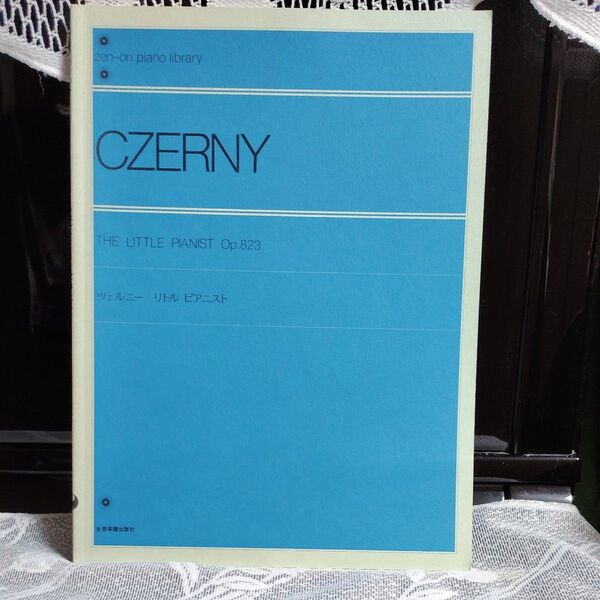 zen-on piano library
CZERNY
THE LITTLE PIANIST Op.823
ツェルニー リトル ピアニスト
全音楽譜出版社